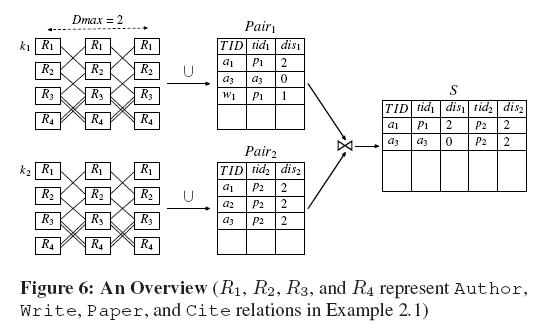 Dmax = 2
k1 R1 R1 R1
R2 R2 R2
R3 R3 R3
R4 R4 R4
∪
Pair1
TID tid1 dis1
a1 p1 2
a3 a3 0
w1 p1 1
k2 R1 R1 R1
R2 R2 R2
R3 R3 R3
R4 R4 R4
∪
Pair2
TID tid2 dis2
a1 p2 2
a2 p2 2
a3 p2 2
⋈
S
TID tid1 dis1 tid2 dis2
a1 p1 2 p2 2
a3 a3 0 p2 2
Figure 6: An Overview (R1, R2, R3, and R4 represent Author,
Write, Paper, and Cite relations in Example 2.1)